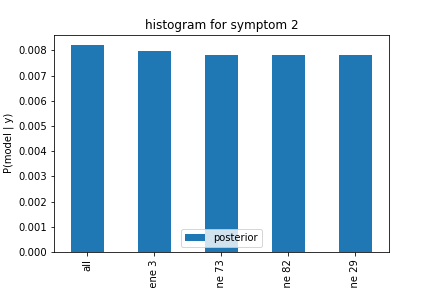 histogram for symptom 2
P(model | y)
0.008
0.007
0.006
0.005
0.004
0.003
0.002
0.001
0.000
posterior
all
ene 3
ne 73
ne 82
ne 29